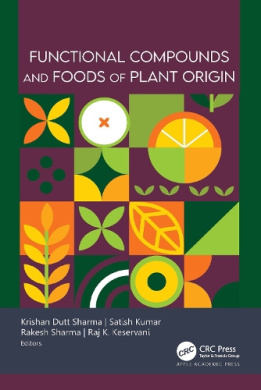 FUNCTIONAL COMPOUNDS
AND FOODS OF PLANT ORIGIN
Krishan Dutt Sharma | Satish Kumar
Rakesh Sharma | Raj K. Keservani
Editors
CRC Press
Taylor & Francis Group
APPLE ACADEMIC PRESS